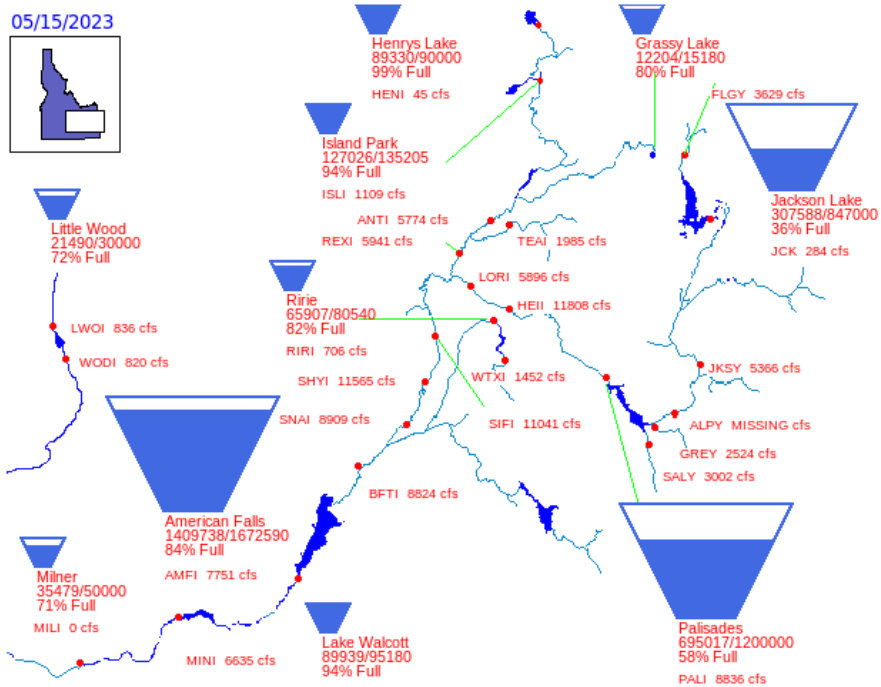 05/15/2023
Henrys Lake
89330/90000
99% Full
HENI 45 cfs
Grassy Lake
12204/15180
80% Full
FLGY 3629 cfs
Island Park
127026/135205
94% Full
ISLI 1109 cfs
Jackson Lake
307588/847000
36% Full
JCK 284 cfs
Little Wood
21490/30000
72% Full
ANTI 5774 cfs
REXI 5941 cfs
TEAI 1985 cfs
LORI 5896 cfs
HEII 11808 cfs
Ririe
65907/80540
82% Full
RIRI 706 cfs
LWOI 836 cfs
WODI 820 cfs
SHYI 11565 cfs
WTXI 1452 cfs
JKSY 5366 cfs
SNAI 8909 cfs
SIFI 11041 cfs
ALPY MISSING cfs
GREY 2524 cfs
SALY 3002 cfs
BFTI 8824 cfs
American Falls
1409738/1672590
84% Full
AMFI 7751 cfs
Milner
35479/50000
71% Full
MILI 0 cfs
MINI 6635 cfs
Lake Walcott
89939/95180
94% Full
Palisades
695017/1200000
58% Full
PALI 8836 cfs